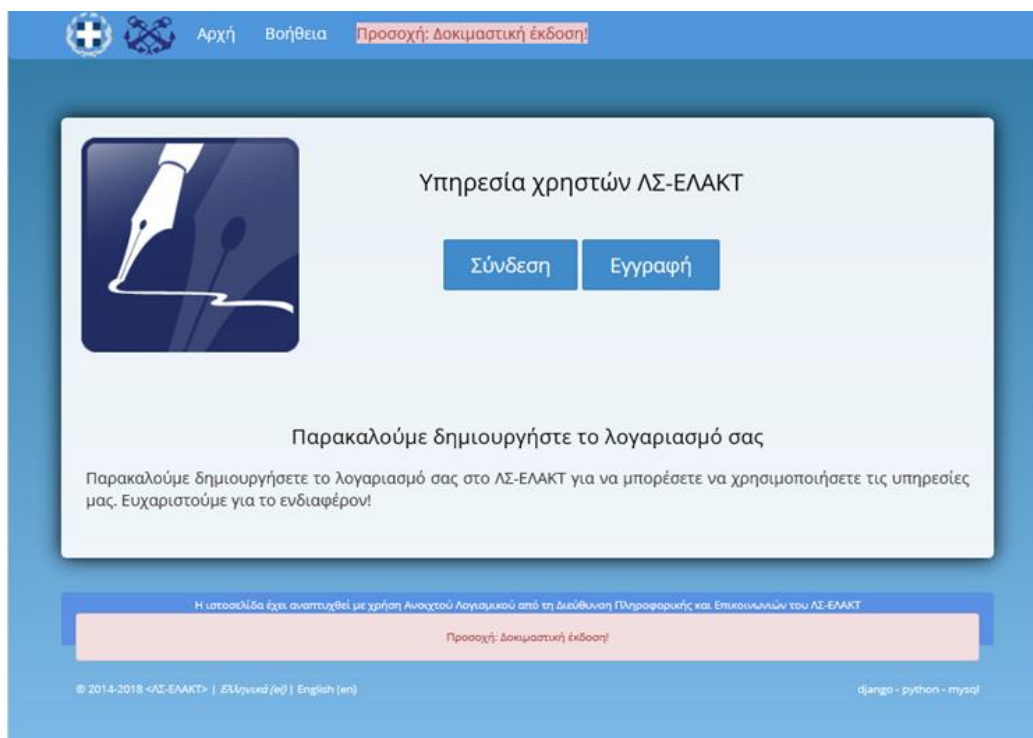 Αρχή Βοήθεια Προσοχή: Δοκιμαστική έκδοση!
Υπηρεσία χρηστών ΛΣ-ΕΛΑΚΤ
Σύνδεση Εγγραφή
Παρακαλούμε δημιουργήστε το λογαριασμό σας
Παρακαλούμε δημιουργήσετε το λογαριασμό σας στο ΛΣ-ΕΛΑΚΤ για να μπορέσετε να χρησιμοποιήσετε τις υπηρεσίες
μας. Ευχαριστούμε για το ενδιαφέρον!
Η ιστοσελίδα έχει αναπτυχθεί με χρήση Ανοιχτού Λογισμικού από τη Διεύθυνση Πληροφορικής και Επικοινωνιών του ΛΣ-ΕΛΑΚΤ
Προσοχή: Δοκιμαστική έκδοση!
© 2014-2018 <ΛΣ-ΕΛΑΚΤ> | Ελληνικά (el) | English (en) django - python - mysql